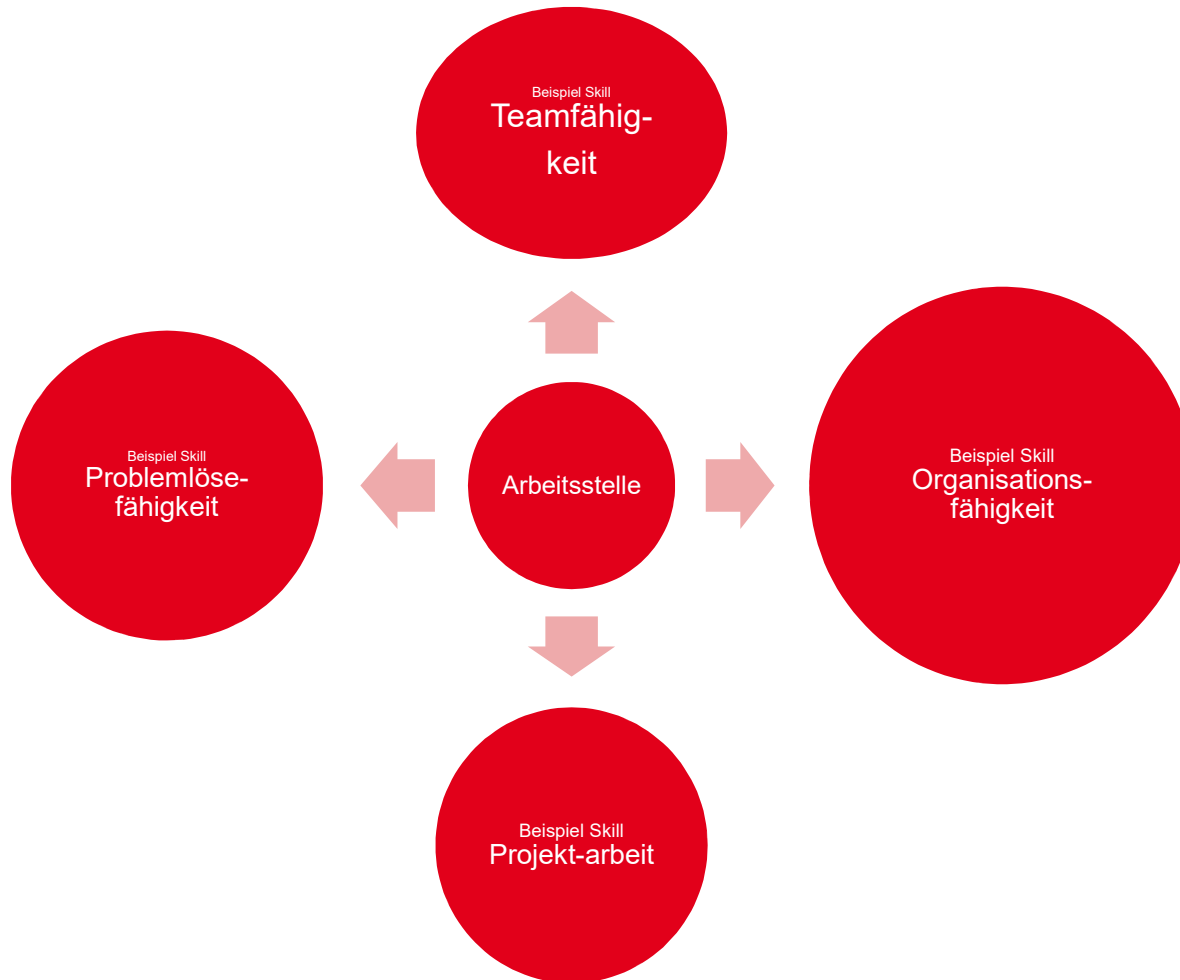 Beispiel Skill
Teamfähig-
keit
Beispiel Skill
Problemlöse-
fähigkeit
Arbeitsstelle
Beispiel Skill
Organisations-
fähigkeit
Beispiel Skill
Projekt-arbeit